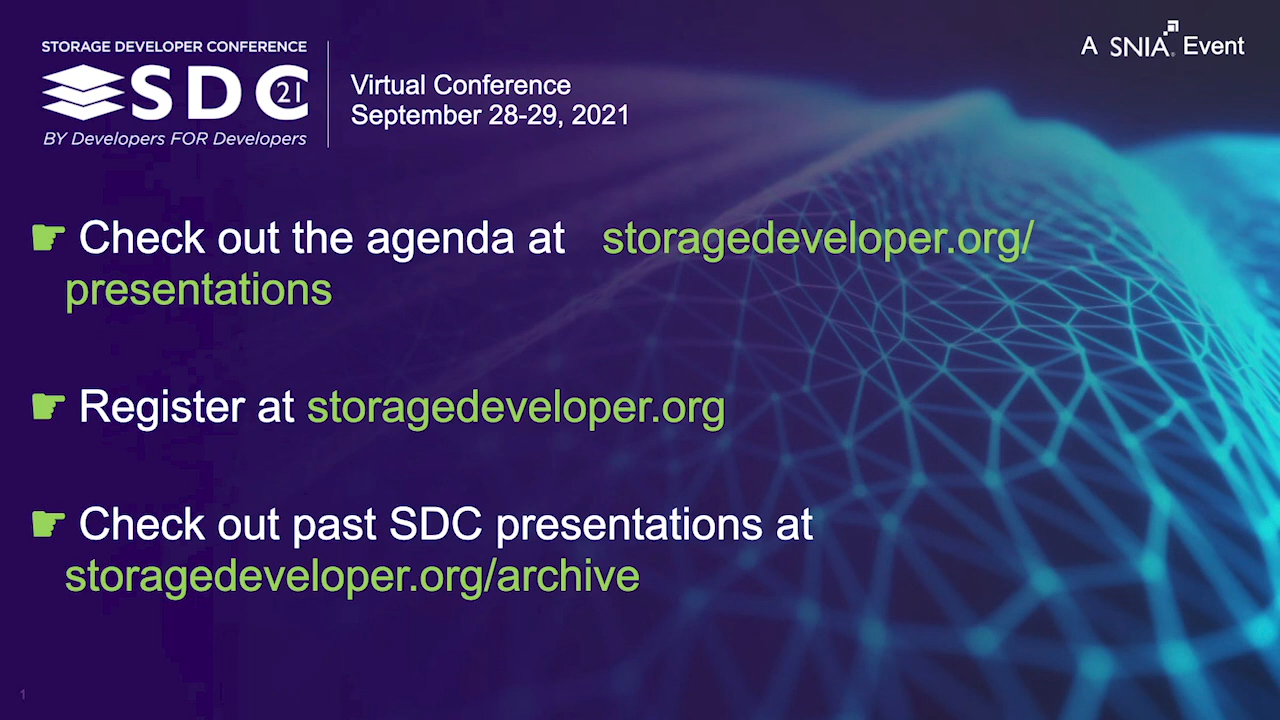 STORAGE DEVELOPER CONFERENCE
SDC 21
BY Developers FOR Developers
Virtual Conference
September 28-29, 2021
A SNIA® Event
☛ Check out the agenda at storagedeveloper.org/
presentations
☛ Register at storagedeveloper.org
☛ Check out past SDC presentations at
storagedeveloper.org/archive
1